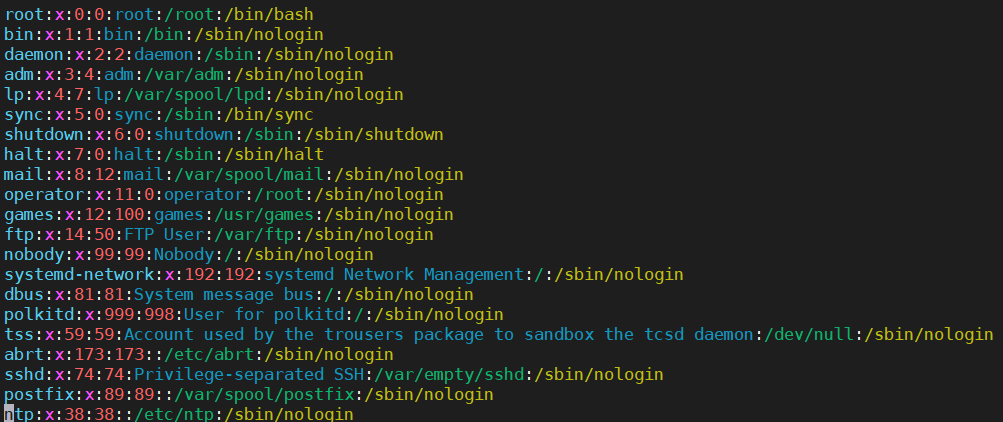 root:x:0:0:root:/root:/bin/bash
bin:x:1:1:bin:/bin:/sbin/nologin
daemon:x:2:2:daemon:/sbin:/sbin/nologin
adm:x:3:4:adm:/var/adm:/sbin/nologin
lp:x:4:7:lp:/var/spool/lpd:/sbin/nologin
sync:x:5:0:sync:/sbin:/bin/sync
shutdown:x:6:0:shutdown:/sbin:/sbin/shutdown
halt:x:7:0:halt:/sbin:/sbin/halt
mail:x:8:12:mail:/var/spool/mail:/sbin/nologin
operator:x:11:0:operator:/root:/sbin/nologin
games:x:12:100:games:/usr/games:/sbin/nologin
ftp:x:14:50:FTP User:/var/ftp:/sbin/nologin
nobody:x:99:99:Nobody:/:/sbin/nologin
systemd-network:x:192:192:systemd Network Management:/:/sbin/nologin
dbus:x:81:81:System message bus:/:/sbin/nologin
polkitd:x:999:998:User for polkitd:/:/sbin/nologin
tss:x:59:59:Account used by the trousers package to sandbox the tcsd daemon:/dev/null:/sbin/nologin
abrt:x:173:173::/etc/abrt:/sbin/nologin
sshd:x:74:74:Privilege-separated SSH:/var/empty/sshd:/sbin/nologin
postfix:x:89:89::/var/spool/postfix:/sbin/nologin
ntp:x:38:38::/etc/ntp:/sbin/nologin